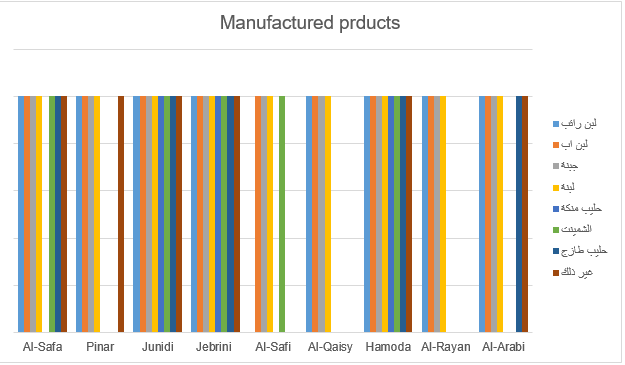 Manufactured prducts
لبن رائب
لبن اب
جبنة
لبنة
حليب منكة
الشمينت
حليب طازج
غير ذلك
Al-Safa Pinar Junidi Jebrini Al-Safi Al-Qaisy Hamoda Al-Rayan Al-Arabi